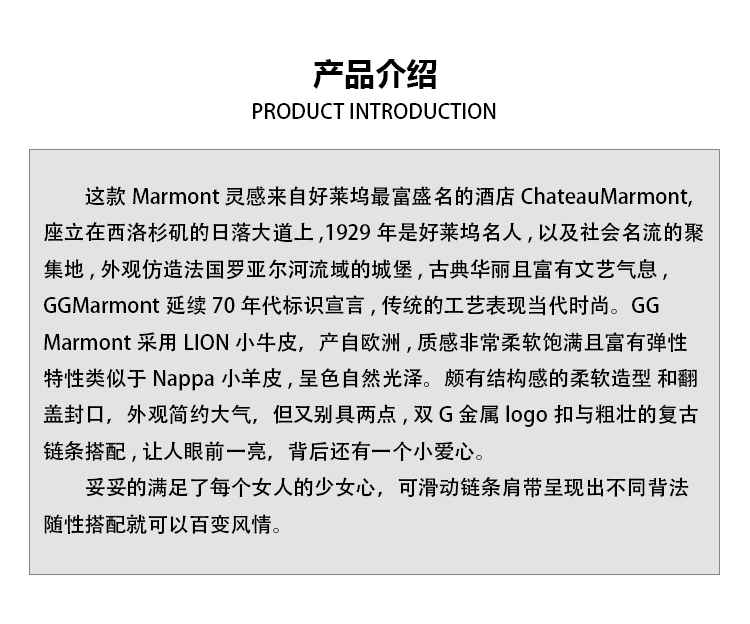 产品介绍
PRODUCT INTRODUCTION
这款 Marmont 灵感来自好莱坞最富盛名的酒店 ChateauMarmont,
座立在西洛杉矶的日落大道上 ,1929 年是好莱坞名人 , 以及社会名流的聚
集地 , 外观仿造法国罗亚尔河流域的城堡 , 古典华丽且富有文艺气息 ,
GGMarmont 延续 70 年代标识宣言 , 传统的工艺表现当代时尚。GG
Marmont 采用 LION 小牛皮，产自欧洲 , 质感非常柔软饱满且富有弹性
特性类似于 Nappa 小羊皮 , 呈色自然光泽。颇有结构感的柔软造型 和翻
盖封口，外观简约大气，但又别具两点 , 双 G 金属 logo 扣与粗壮的复古
链条搭配 , 让人眼前一亮，背后还有一个小爱心。
妥妥的满足了每个女人的少女心，可滑动链条肩带呈现出不同背法
随性搭配就可以百变风情。